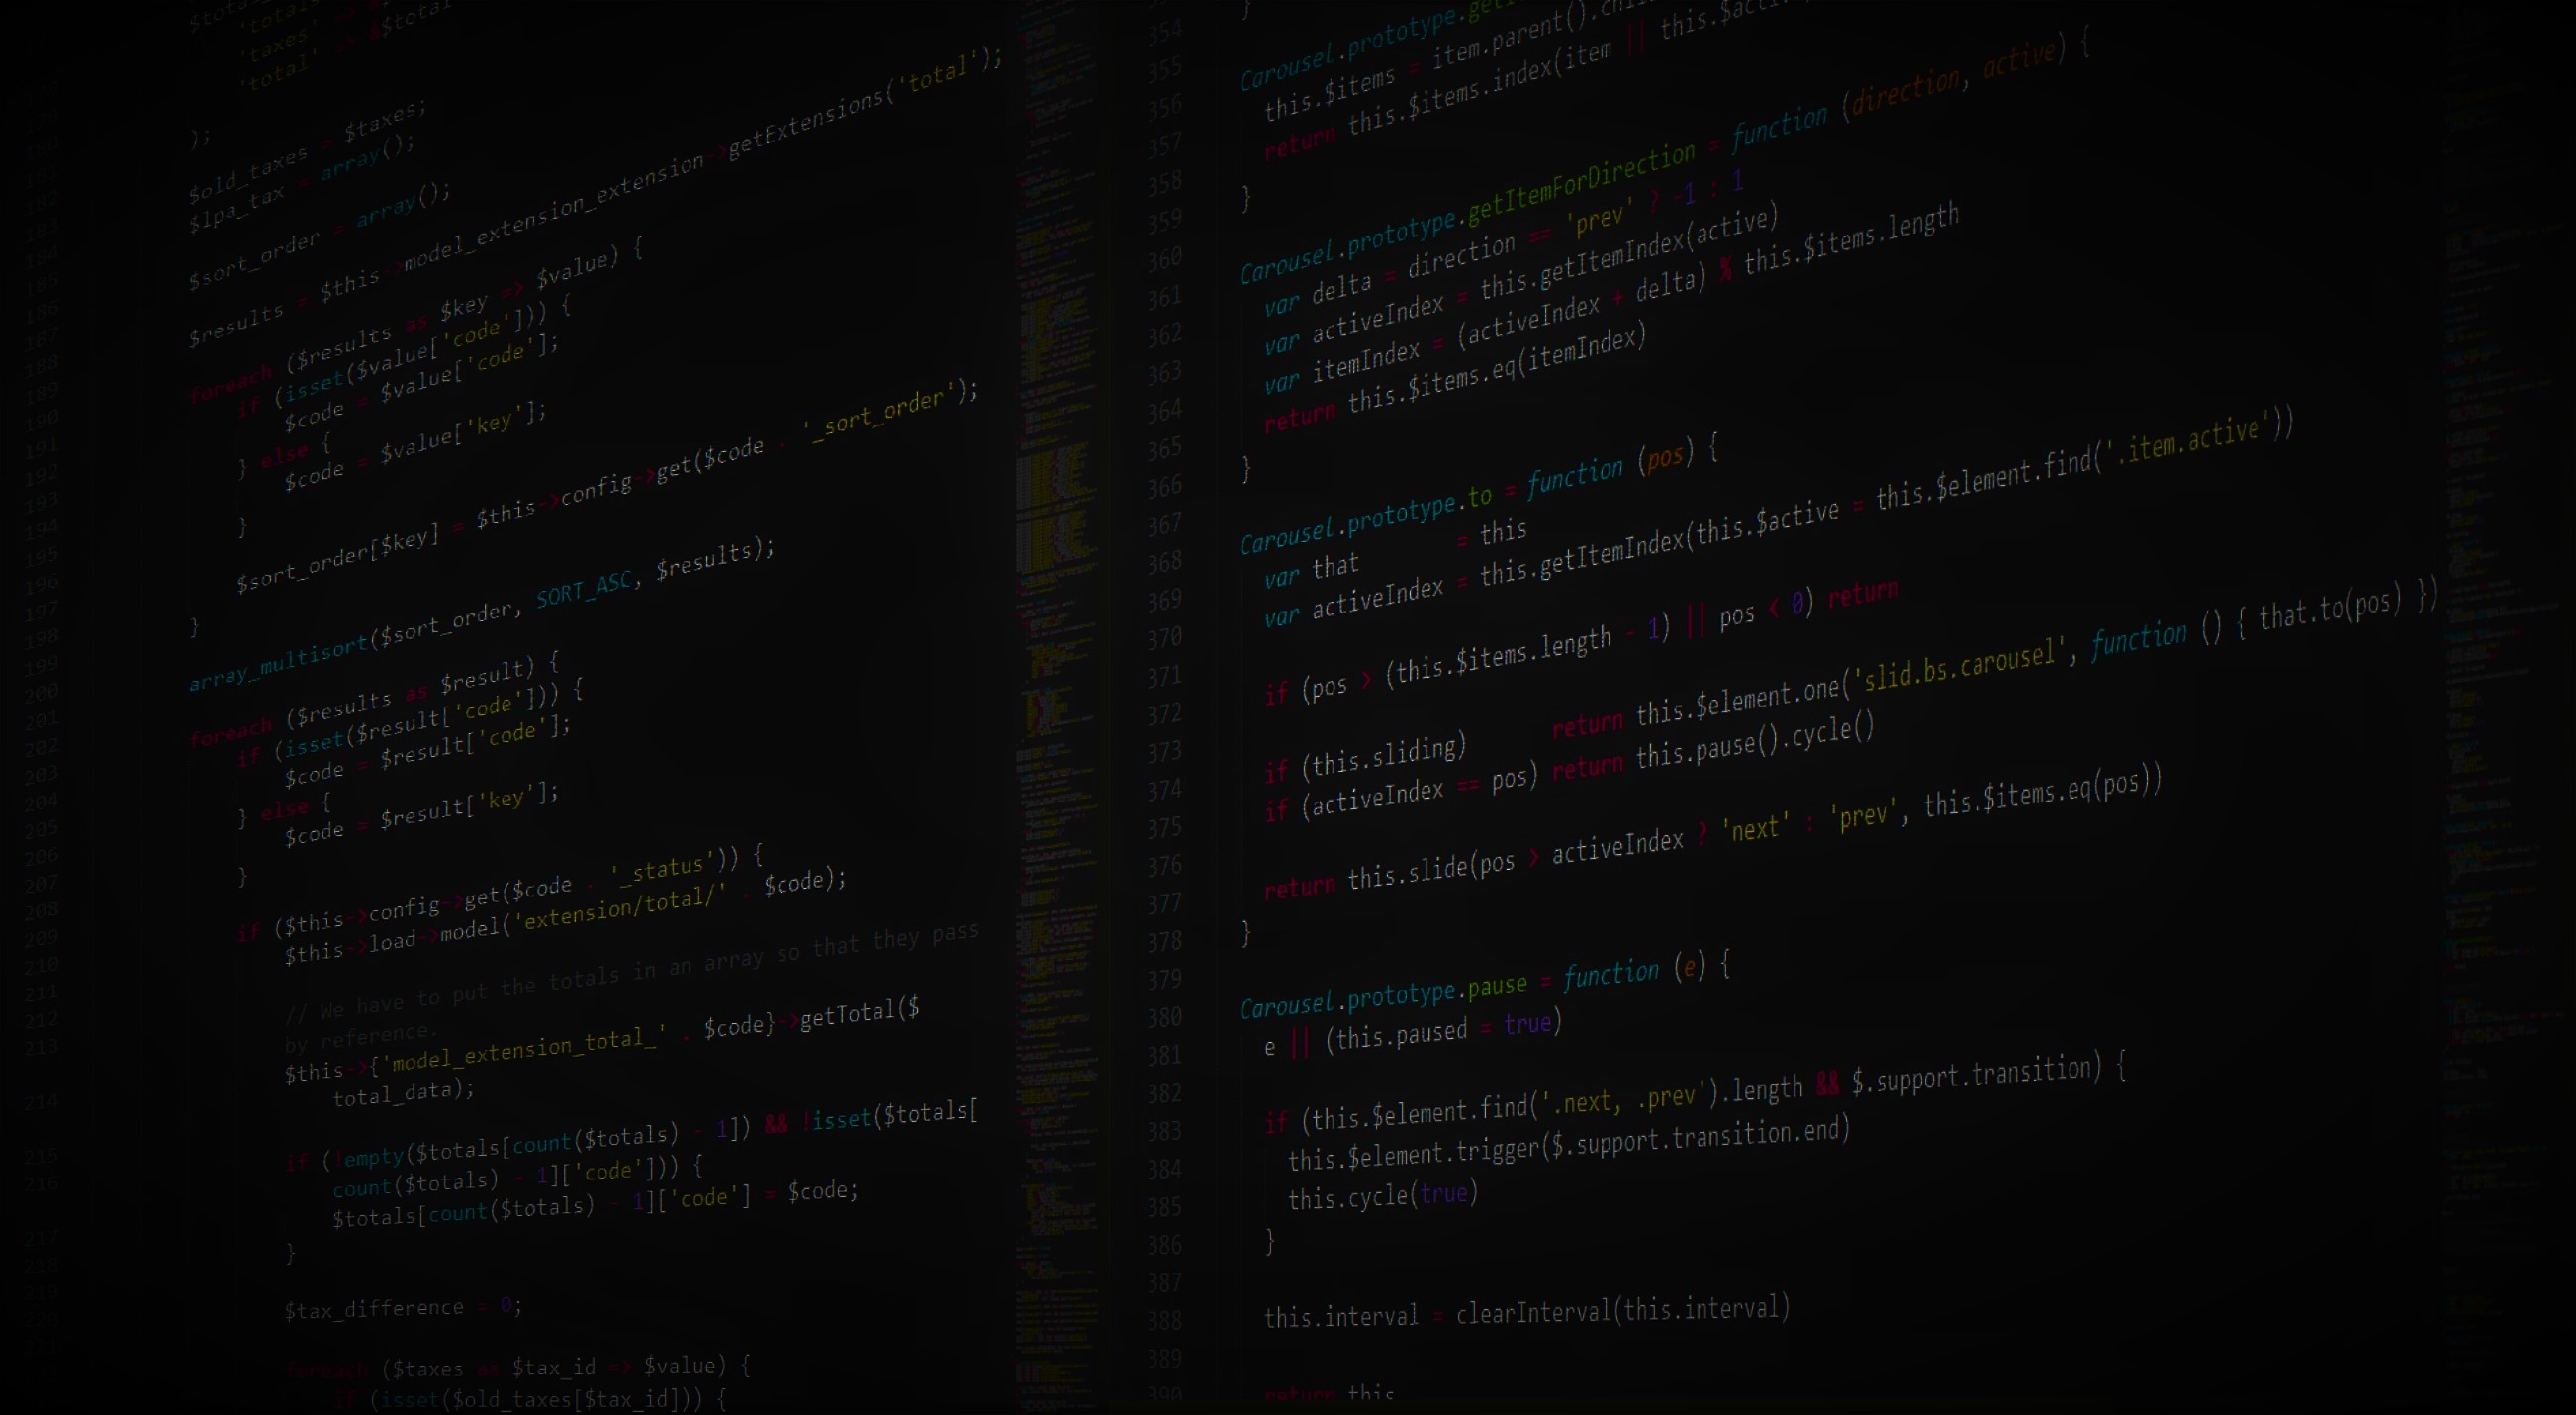 $total
'totals'
'taxes' =>
'total' => &$total
);
$old_taxes = $taxes;
$lpa_tax = array();
$sort_order = array();
$results = $this->model_extension_extension->getExtensions('total');
foreach ($results as $key => $value) {
if (isset($value['code'])) {
$code = $value['code'];
} else {
$code = $value['key'];
}
$sort_order[$key] = $this->config->get($code . '_sort_order');
}
array_multisort($sort_order, SORT_ASC, $results);
foreach ($results as $result) {
if (isset($result['code'])) {
$code = $result['code'];
} else {
$code = $result['key'];
}
if ($this->config->get($code . '_status')) {
$this->load->model('extension/total/' . $code);
// We have to put the totals in an array so that they pass
by reference.
$this->{'model_extension_total_' . $code}->getTotal($
total_data);
if (!empty($totals[count($totals) - 1]) && !isset($totals[
count($totals) - 1]['code'])) {
$totals[count($totals) - 1]['code'] = $code;
}
$tax_difference = 0;
foreach ($taxes as $tax_id => $value) {
if (isset($old_taxes[$tax_id])) {
354 }
355 Carousel.prototype.
356 this.$items = item.parent().
357 return this.$items.index(item || this.
358 }
359
360 Carousel.prototype.getItemForDirection = function (direction, active) {
361 var delta = direction == 'prev' ? -1 : 1
362 var activeIndex = this.getItemIndex(active)
363 var itemIndex = (activeIndex + delta) % this.$items.length
364 return this.$items.eq(itemIndex)
365 }
366
367 Carousel.prototype.to = function (pos) {
368 var that = this
369 var activeIndex = this.getItemIndex(this.$active = this.$element.find('.item.active'))
370
371 if (pos > (this.$items.length - 1) || pos < 0) return
372
373 if (this.sliding) return this.$element.one('slid.bs.carousel', function () { that.to(pos) })
374 if (activeIndex == pos) return this.pause().cycle()
375
376 return this.slide(pos > activeIndex ? 'next' : 'prev', this.$items.eq(pos))
377 }
378
379 Carousel.prototype.pause = function (e) {
380 e || (this.paused = true)
381
382 if (this.$element.find('.next, .prev').length && $.support.transition) {
383 this.$element.trigger($.support.transition.end)
384 this.cycle(true)
385 }
386
387 this.interval = clearInterval(this.interval)
388
389 return this
390